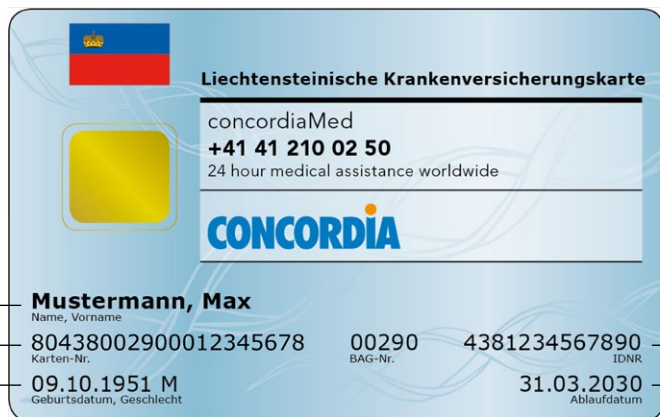 Liechtensteinische Krankenversicherungskarte
concordiaMed
+41 41 210 02 50
24 hour medical assistance worldwide
CONCORDIA
Mustermann, Max
Name, Vorname
80438002900012345678 00290 4381234567890
Karten-Nr. BAG-Nr. IDNR
09.10.1951 M 31.03.2030
Geburtsdatum, Geschlecht Ablaufdatum